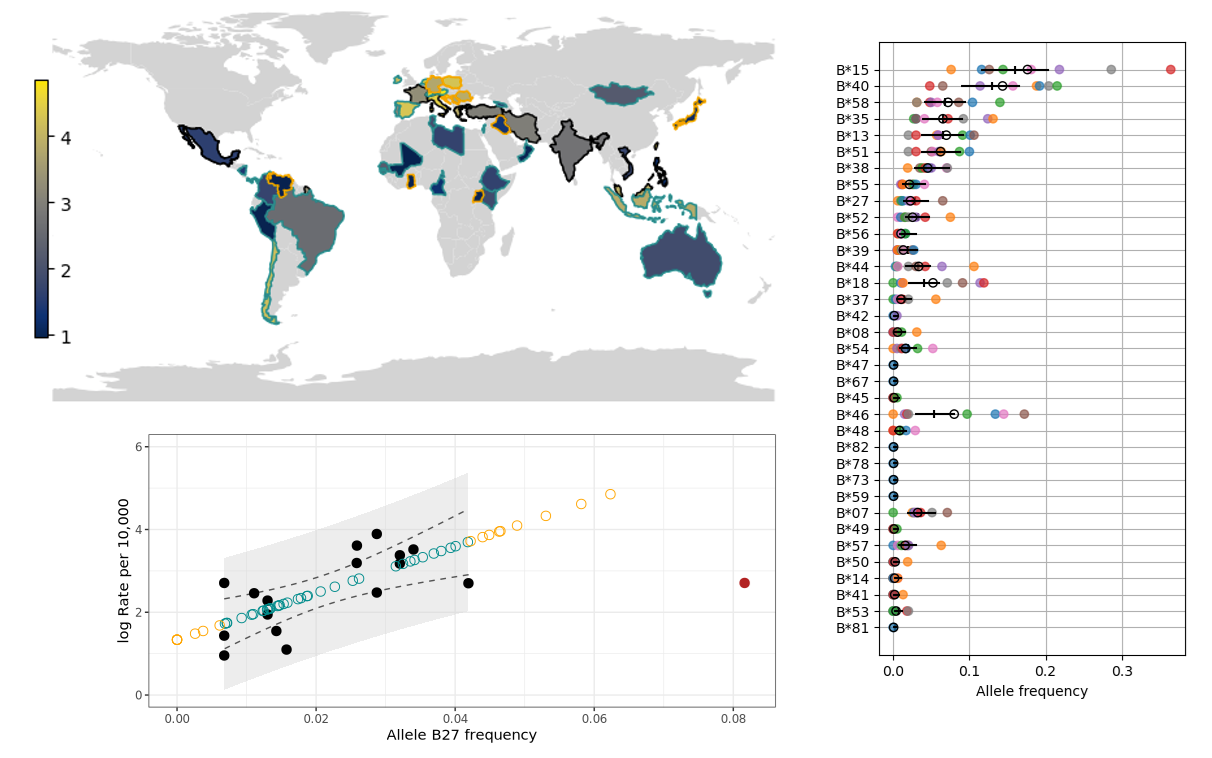 4
3
2
1
6
4
2
0
log Rate per 10,000
0.00
0.02
0.04
0.06
0.08
Allele B27 frequency
B*15
B*40
B*58
B*35
B*13
B*51
B*38
B*55
B*27
B*52
B*56
B*39
B*44
B*18
B*37
B*42
B*08
B*54
B*47
B*67
B*45
B*46
B*48
B*82
B*78
B*73
B*59
B*07
B*49
B*57
B*50
B*14
B*41
B*53
B*81
0.0
0.1
0.2
0.3
Allele frequency